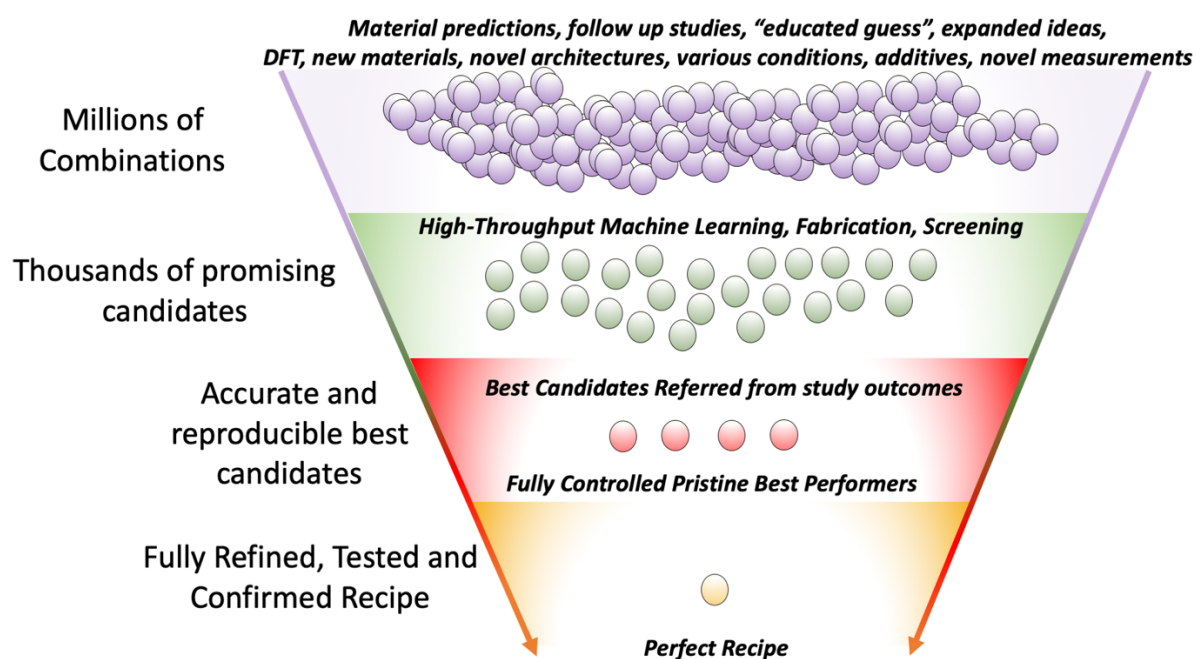 Material predictions, follow up studies, “educated guess”, expanded ideas,
DFT, new materials, novel architectures, various conditions, additives, novel measurements
Millions of
Combinations
High-Throughput Machine Learning, Fabrication, Screening
Thousands of promising
candidates
Best Candidates Referred from study outcomes
Accurate and
reproducible best
candidates
Fully Controlled Pristine Best Performers
Fully Refined, Tested and
Confirmed Recipe
Perfect Recipe